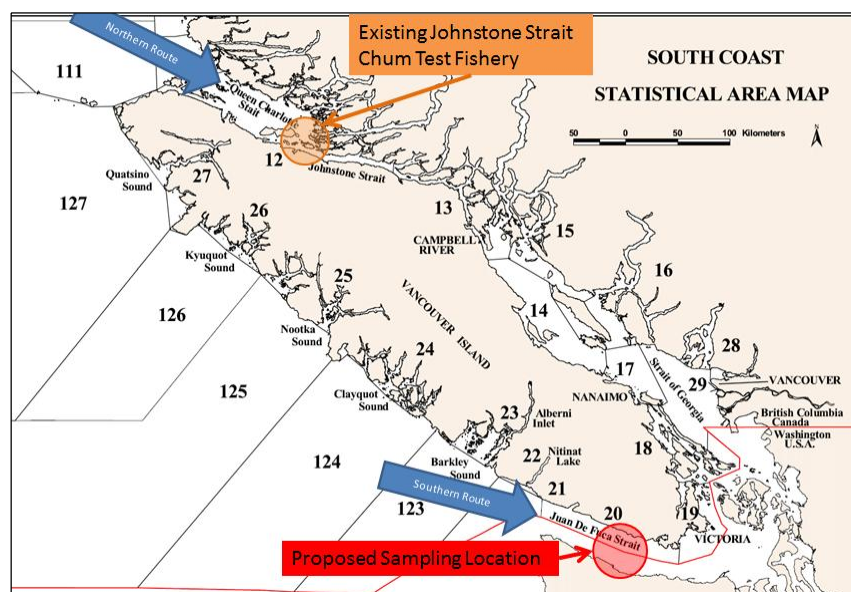 Northern Route
Existing Johnstone Strait
Chum Test Fishery
SOUTH COAST
STATISTICAL AREA MAP
50 0 50 100 Kilometers
N
111
Queen Charlotte
Stait
12
Johnstone Strait
127
Quatsino
Sound
27
26
13
CAMPBELL
RIVER
15
Kyuquot
Sound
16
126
25
VANCOUVER ISLAND
14
Nootka
Sound
28
125
24
17
Strait of Georgia
29
VANCOUVER
NANAIMO
Clayquot
Sound
23
Alberni
Inlet
British Columbia
Canada
Washington
U.S.A.
124
22
Nitinat
Lake
18
Barkley
Sound
Southern Route
21
123
20
19
Juan De Fuca Strait
VICTORIA
Proposed Sampling Location